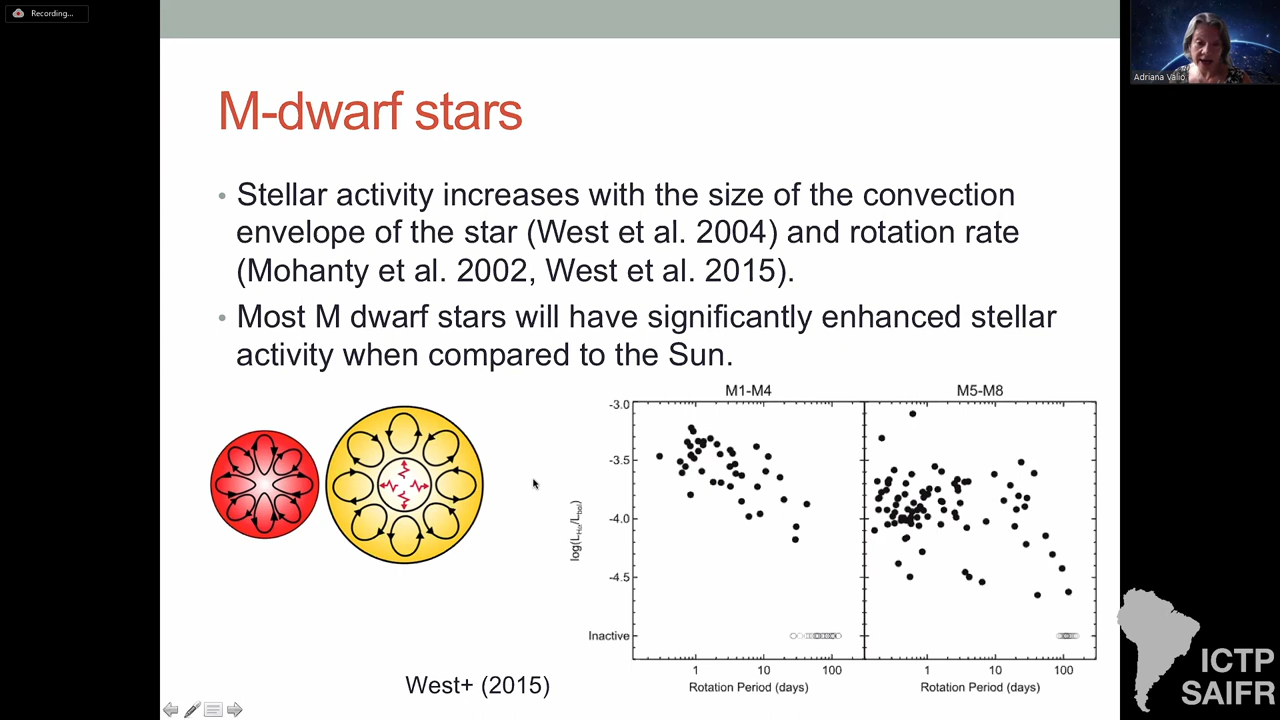 Recording...
Adriana Valio
M-dwarf stars
• Stellar activity increases with the size of the convection
envelope of the star (West et al. 2004) and rotation rate
(Mohanty et al. 2002, West et al. 2015).
• Most M dwarf stars will have significantly enhanced stellar
activity when compared to the Sun.
M1-M4
M5-M8
-3.0
-3.5
-4.0
-4.5
Inactive
log(L_Hα/L_bol)
1
10
100
1
10
100
Rotation Period (days)
Rotation Period (days)
West+ (2015)
ICTP
SAIFR